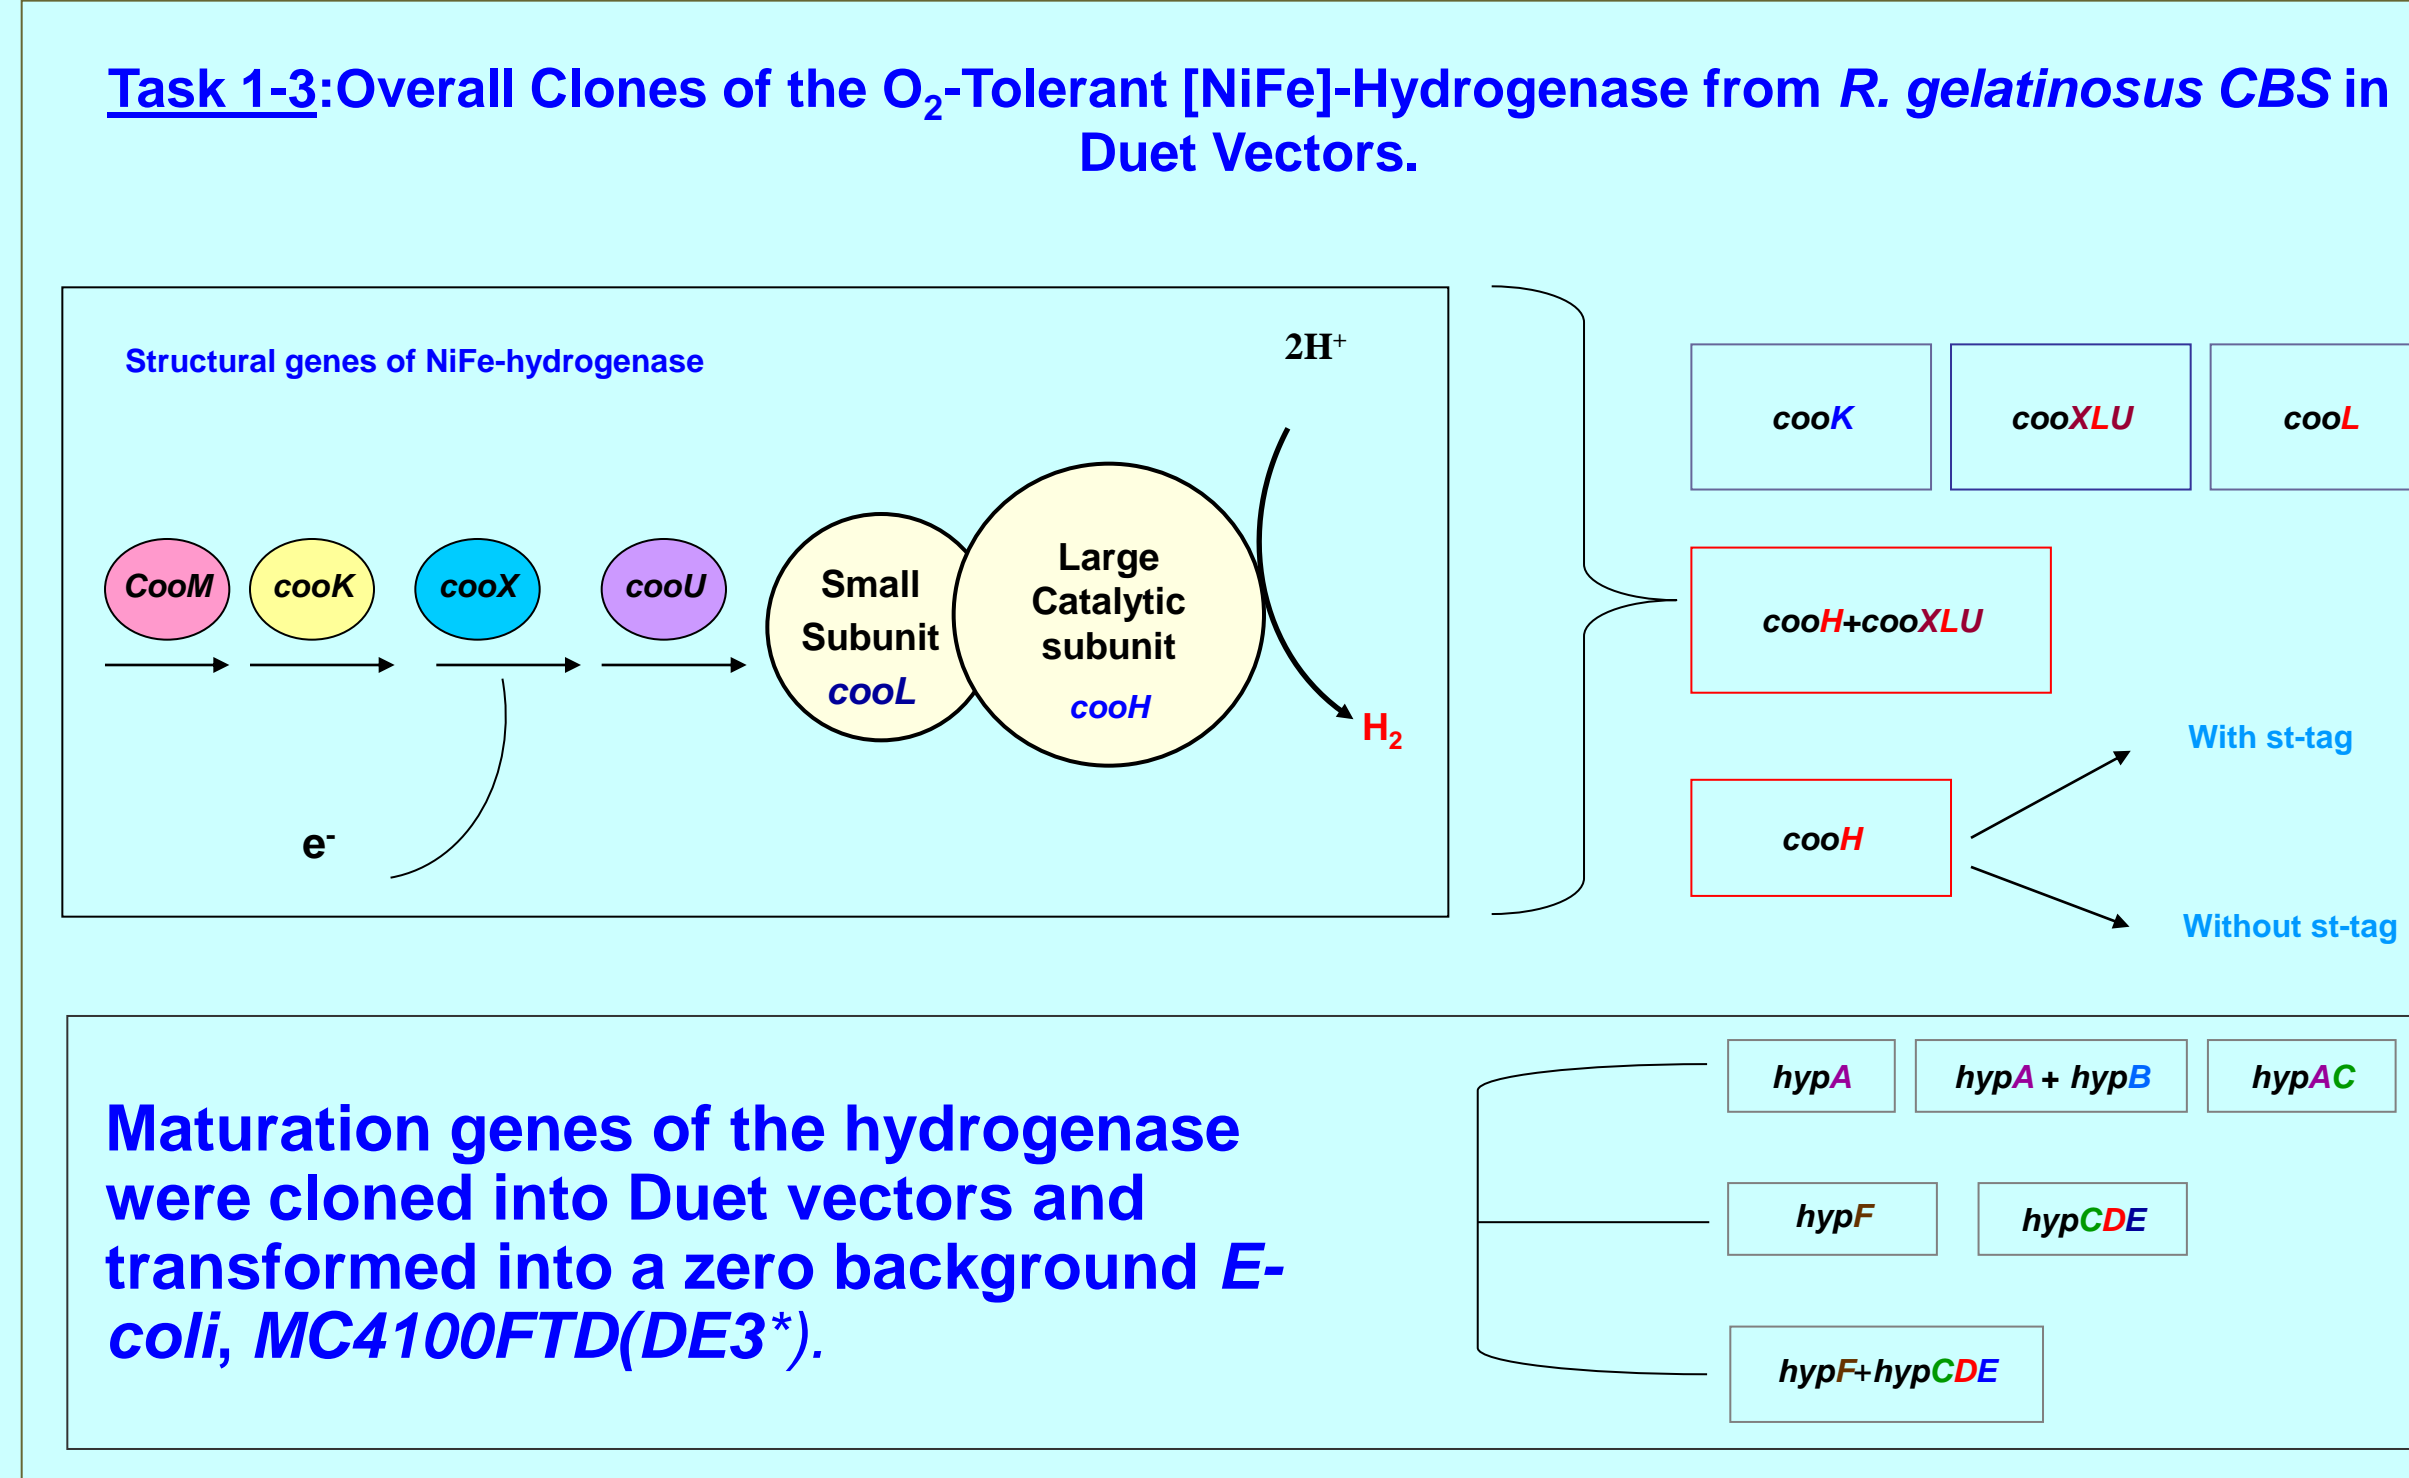 Task 1-3:Overall Clones of the O₂-Tolerant [NiFe]-Hydrogenase from R. gelatinosus CBS in
Duet Vectors.
Structural genes of NiFe-hydrogenase
2H⁺
CooM
cooK
cooX
cooU
Small
Subunit
cooL
Large
Catalytic
subunit
cooH
H₂
e⁻
cooK
cooXLU
cooL
cooH+cooXLU
cooH
With st-tag
Without st-tag
Maturation genes of the hydrogenase
were cloned into Duet vectors and
transformed into a zero background E-
coli, MC4100FTD(DE3*).
hypA
hypA + hypB
hypAC
hypF
hypCDE
hypF+hypCDE